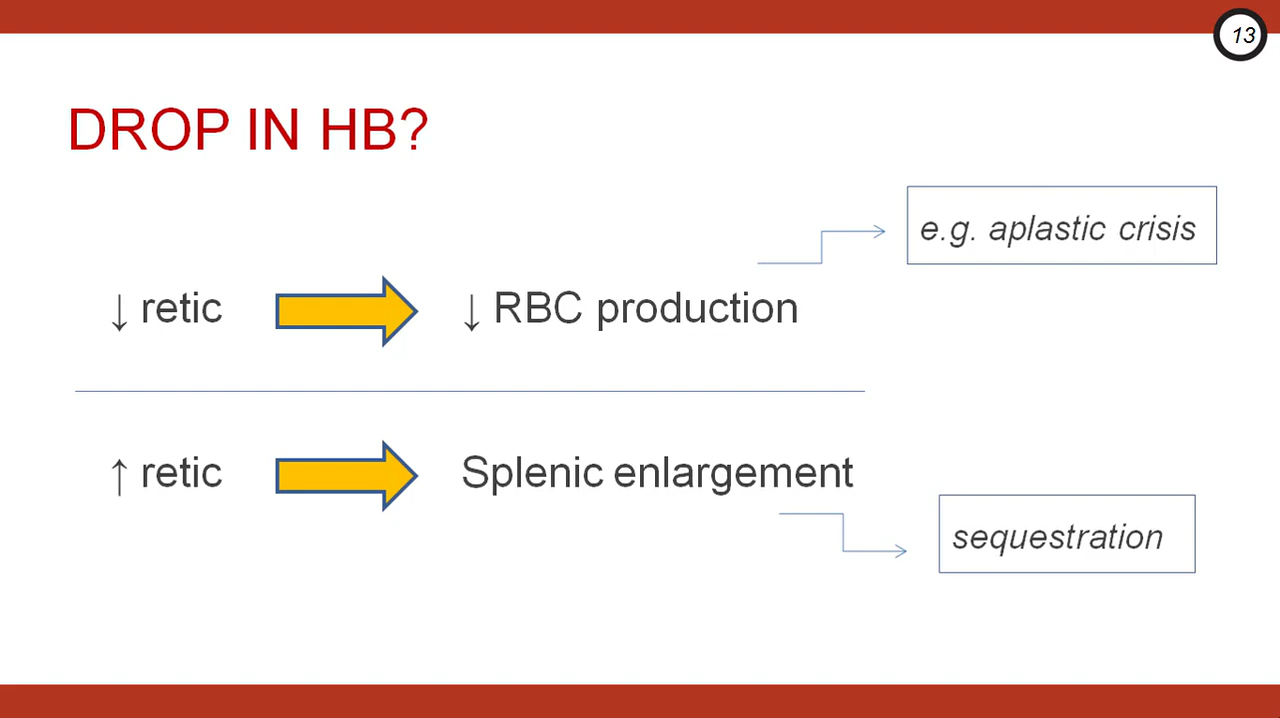 13
DROP IN HB?
e.g. aplastic crisis
↓ retic
↓ RBC production
↑ retic
Splenic enlargement
sequestration